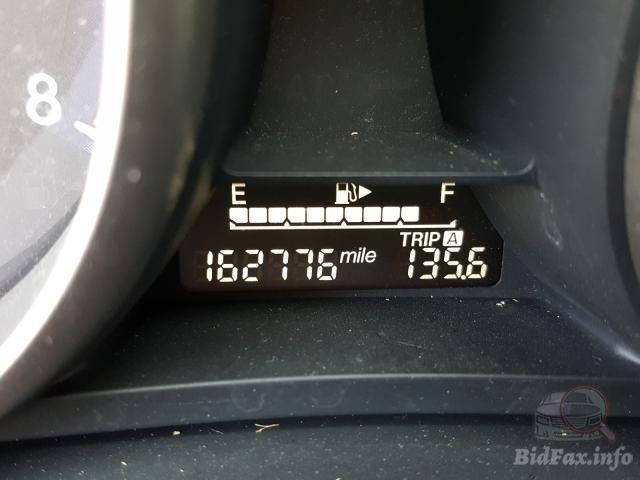 8
E F
TRIP A
162776 mile 135.6
BidFax.info